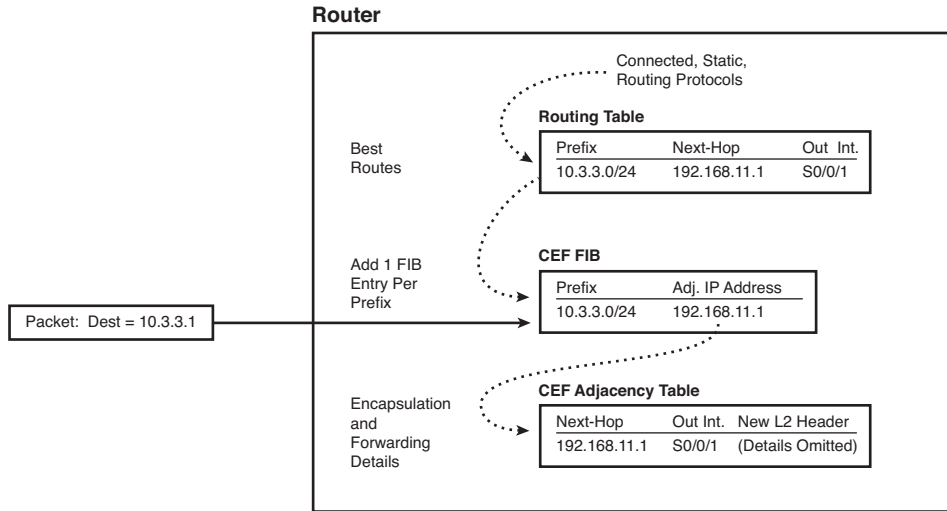 Router
Connected, Static,
Routing Protocols
Routing Table
Best
Routes
Prefix Next-Hop Out Int.
10.3.3.0/24 192.168.11.1 S0/0/1
CEF FIB
Add 1 FIB
Entry Per
Prefix
Prefix Adj. IP Address
10.3.3.0/24 192.168.11.1
Packet: Dest = 10.3.3.1
CEF Adjacency Table
Encapsulation
and
Forwarding
Details
Next-Hop Out Int. New L2 Header
192.168.11.1 S0/0/1 (Details Omitted)